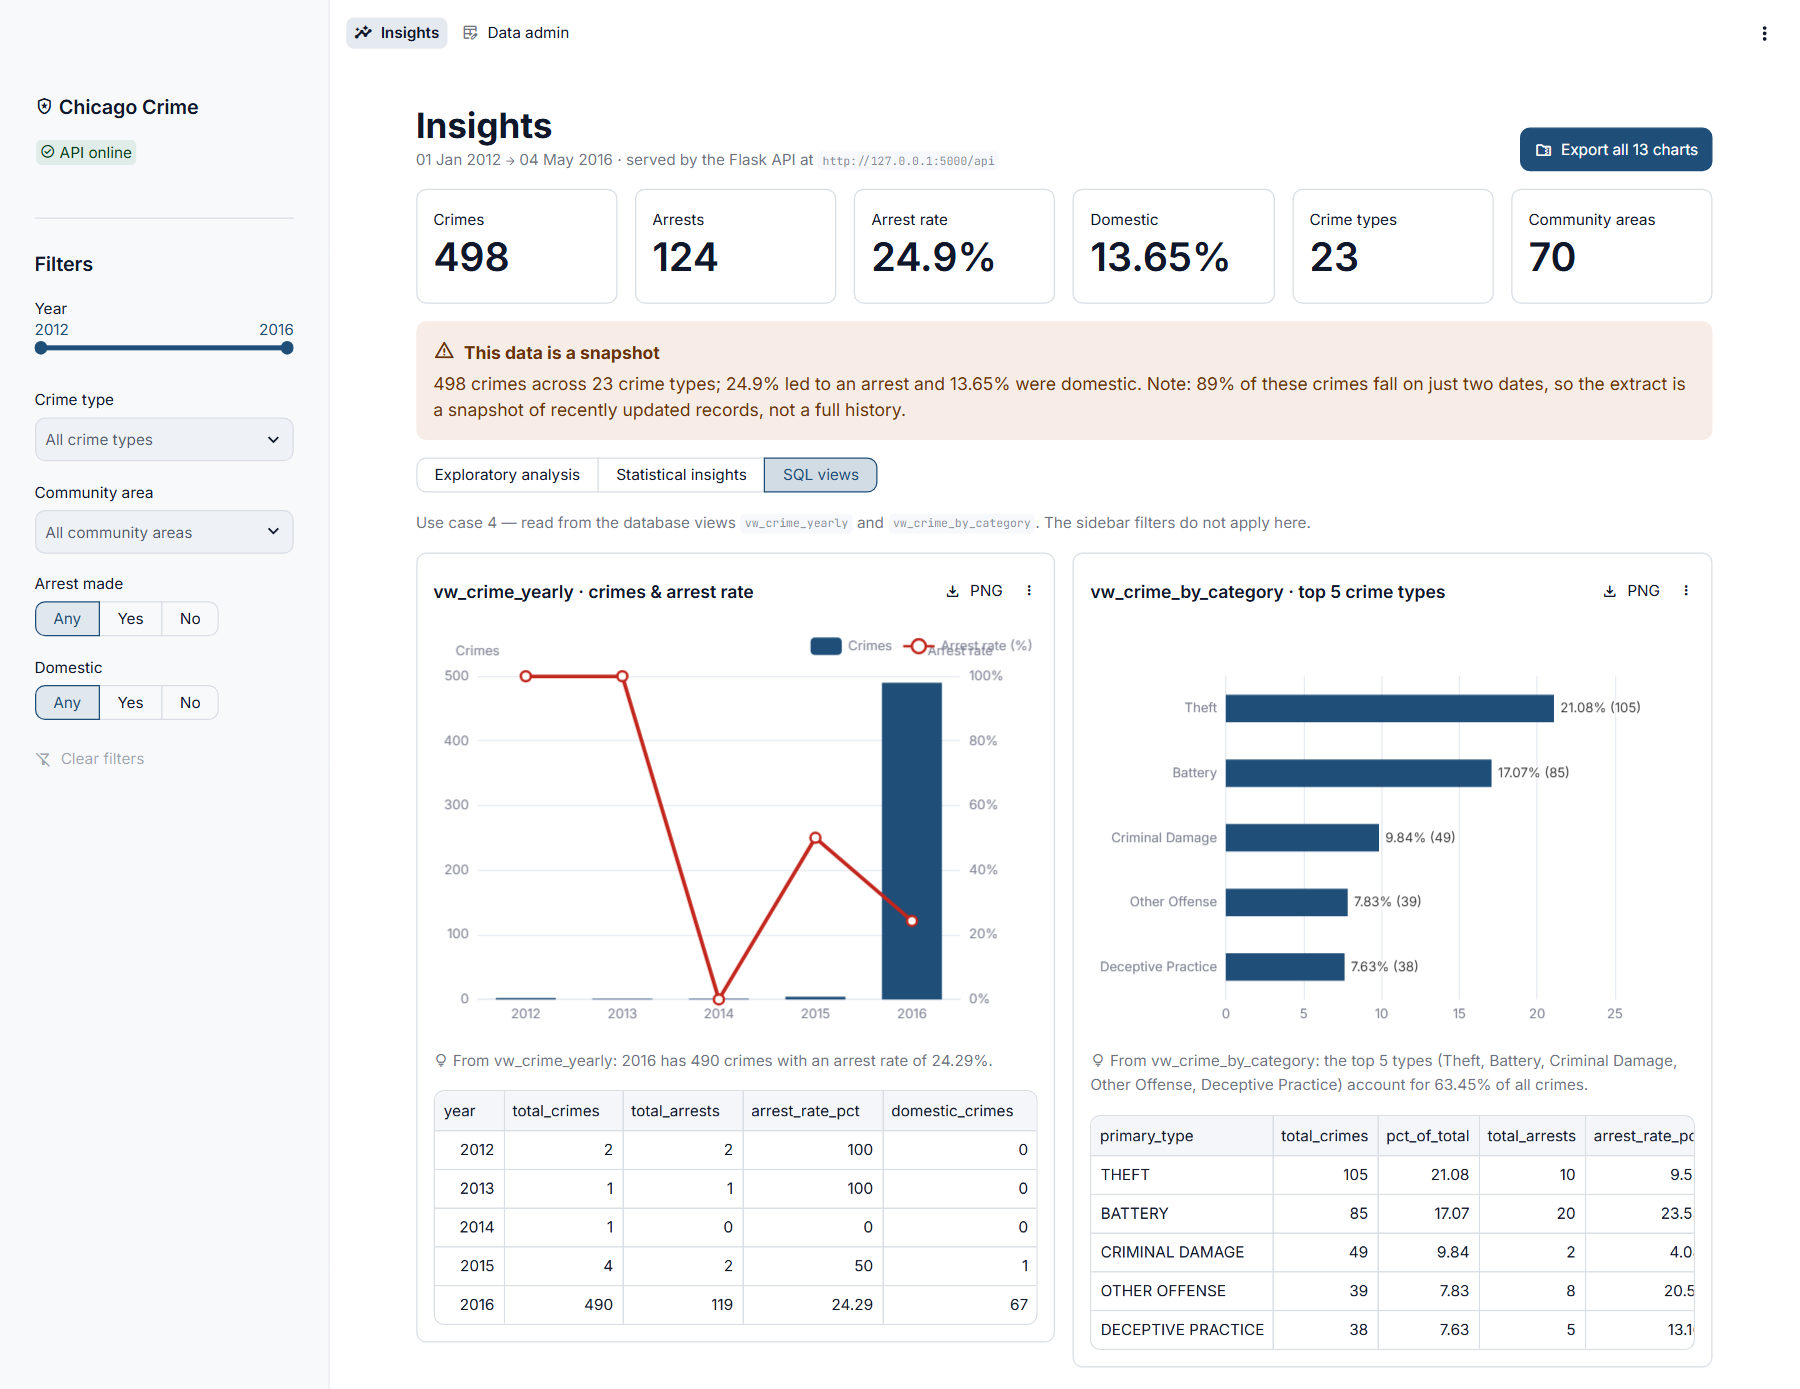 Insights
Data admin
Chicago Crime
API online
Filters
Year
2012 2016
Crime type
All crime types
Community area
All community areas
Arrest made
Any Yes No
Domestic
Any Yes No
Clear filters
Insights
01 Jan 2012 → 04 May 2016 · served by the Flask API at http://127.0.0.1:5000/api
Export all 13 charts
Crimes
498
Arrests
124
Arrest rate
24.9%
Domestic
13.65%
Crime types
23
Community areas
70
This data is a snapshot
498 crimes across 23 crime types; 24.9% led to an arrest and 13.65% were domestic. Note: 89% of these crimes fall on just two dates, so the extract is
a snapshot of recently updated records, not a full history.
Exploratory analysis
Statistical insights
SQL views
Use case 4 — read from the database views vw_crime_yearly and vw_crime_by_category. The sidebar filters do not apply here.
vw_crime_yearly · crimes & arrest rate
PNG
Crimes Arrest rate (%)
Crimes
Arrest rate
500 100%
400 80%
300 60%
200 40%
100 20%
0 0%
2012 2013 2014 2015 2016
From vw_crime_yearly: 2016 has 490 crimes with an arrest rate of 24.29%.
year total_crimes total_arrests arrest_rate_pct domestic_crimes
2012 2 2 100 0
2013 1 1 100 0
2014 1 0 0 0
2015 4 2 50 1
2016 490 119 24.29 67
vw_crime_by_category · top 5 crime types
PNG
Theft 21.08% (105)
Battery 17.07% (85)
Criminal Damage 9.84% (49)
Other Offense 7.83% (39)
Deceptive Practice 7.63% (38)
0 5 10 15 20 25
From vw_crime_by_category: the top 5 types (Theft, Battery, Criminal Damage,
Other Offense, Deceptive Practice) account for 63.45% of all crimes.
primary_type total_crimes pct_of_total total_arrests arrest_rate_pc
THEFT 105 21.08 10 9.5
BATTERY 85 17.07 20 23.5
CRIMINAL DAMAGE 49 9.84 2 4.0
OTHER OFFENSE 39 7.83 8 20.5
DECEPTIVE PRACTICE 38 7.63 5 13.1